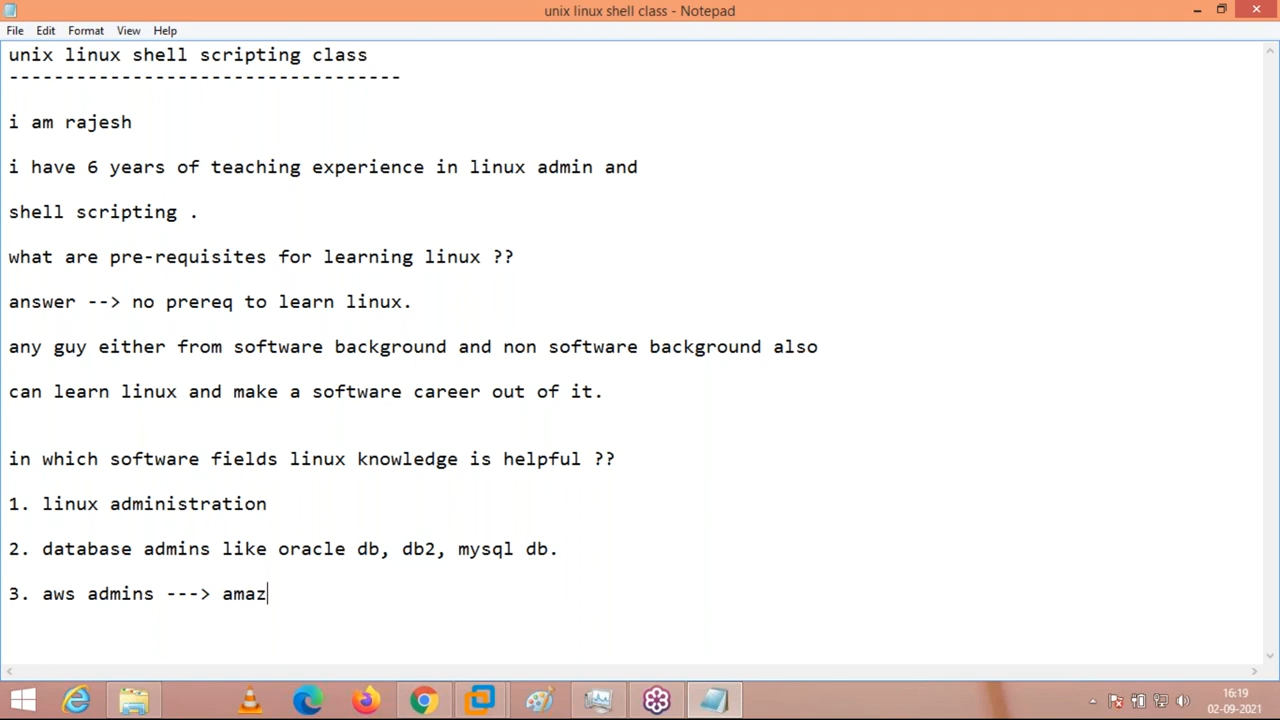 unix linux shell class - Notepad
File Edit Format View Help
unix linux shell scripting class
-----------------------------------
i am rajesh
i have 6 years of teaching experience in linux admin and
shell scripting .
what are pre-requisites for learning linux ??
answer --> no prereq to learn linux.
any guy either from software background and non software background also
can learn linux and make a software career out of it.
in which software fields linux knowledge is helpful ??
1. linux administration
2. database admins like oracle db, db2, mysql db.
3. aws admins ---> amaz
16:19
02-09-2021